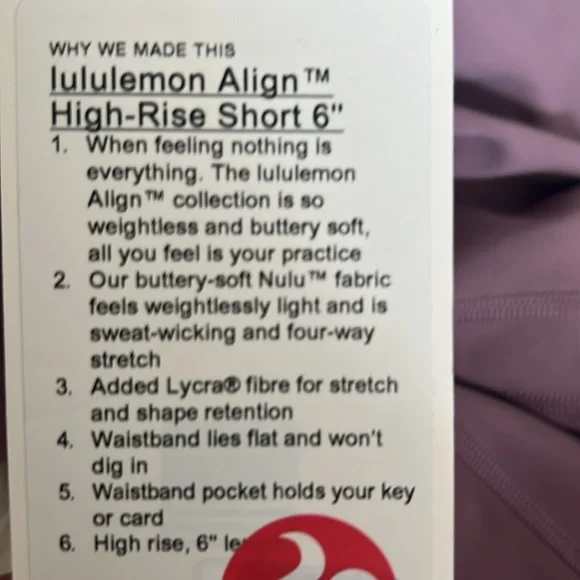 WHY WE MADE THIS
lululemon Align™
High-Rise Short 6"
1. When feeling nothing is
everything. The lululemon
Align™ collection is so
weightless and buttery soft,
all you feel is your practice
2. Our buttery-soft Nulu™ fabric
feels weightlessly light and is
sweat-wicking and four-way
stretch
3. Added Lycra® fibre for stretch
and shape retention
4. Waistband lies flat and won't
dig in
5. Waistband pocket holds your key
or card
6. High rise, 6"